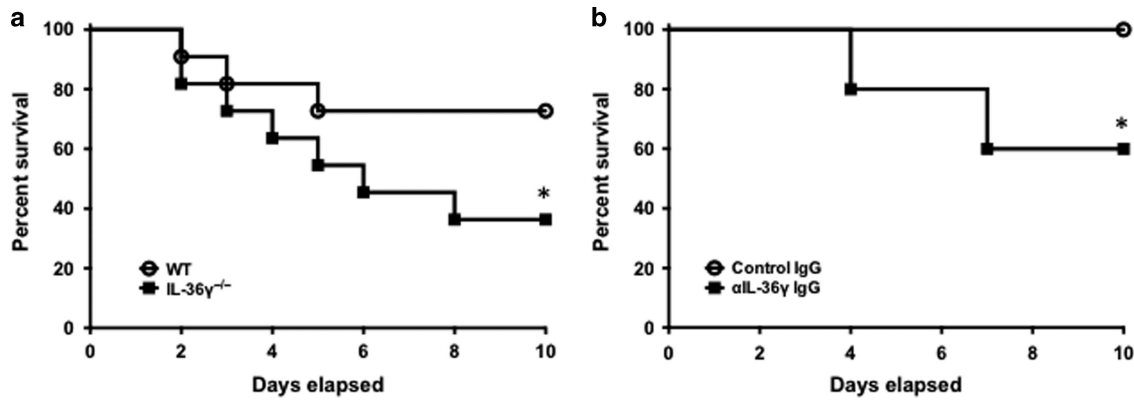 a
100
80
60
40
20
0
Percent survival
0 2 4 6 8 10
Days elapsed
WT
IL-36γ−/−
*
b
100
80
60
40
20
0
Percent survival
0 2 4 6 8 10
Days elapsed
Control IgG
αIL-36γ IgG
*